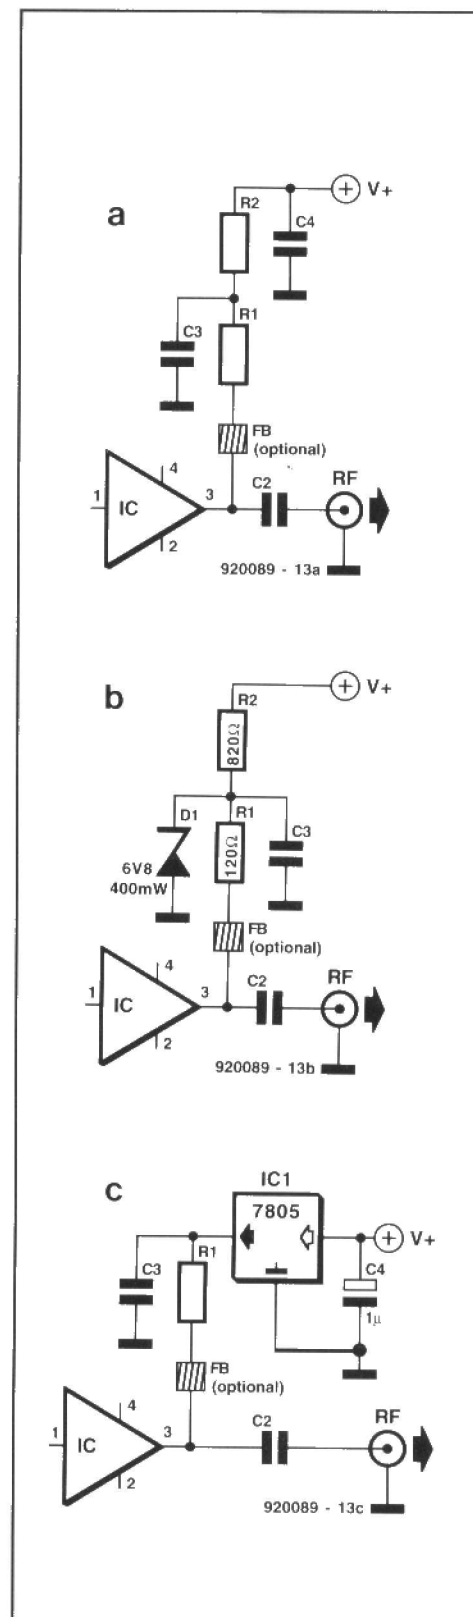 a
R2
V+
C4
C3
R1
FB
(optional)
4
1
IC
3
C2
RF
2
920089 - 13a
b
R2
V+
820Ω
D1
R1
C3
6V8
400mW
120Ω
FB
(optional)
4
1
IC
3
C2
RF
2
920089 - 13b
c
IC1
7805
V+
R1
C3
C4
1µ
FB
(optional)
4
1
IC
3
C2
RF
2
920089 - 13c